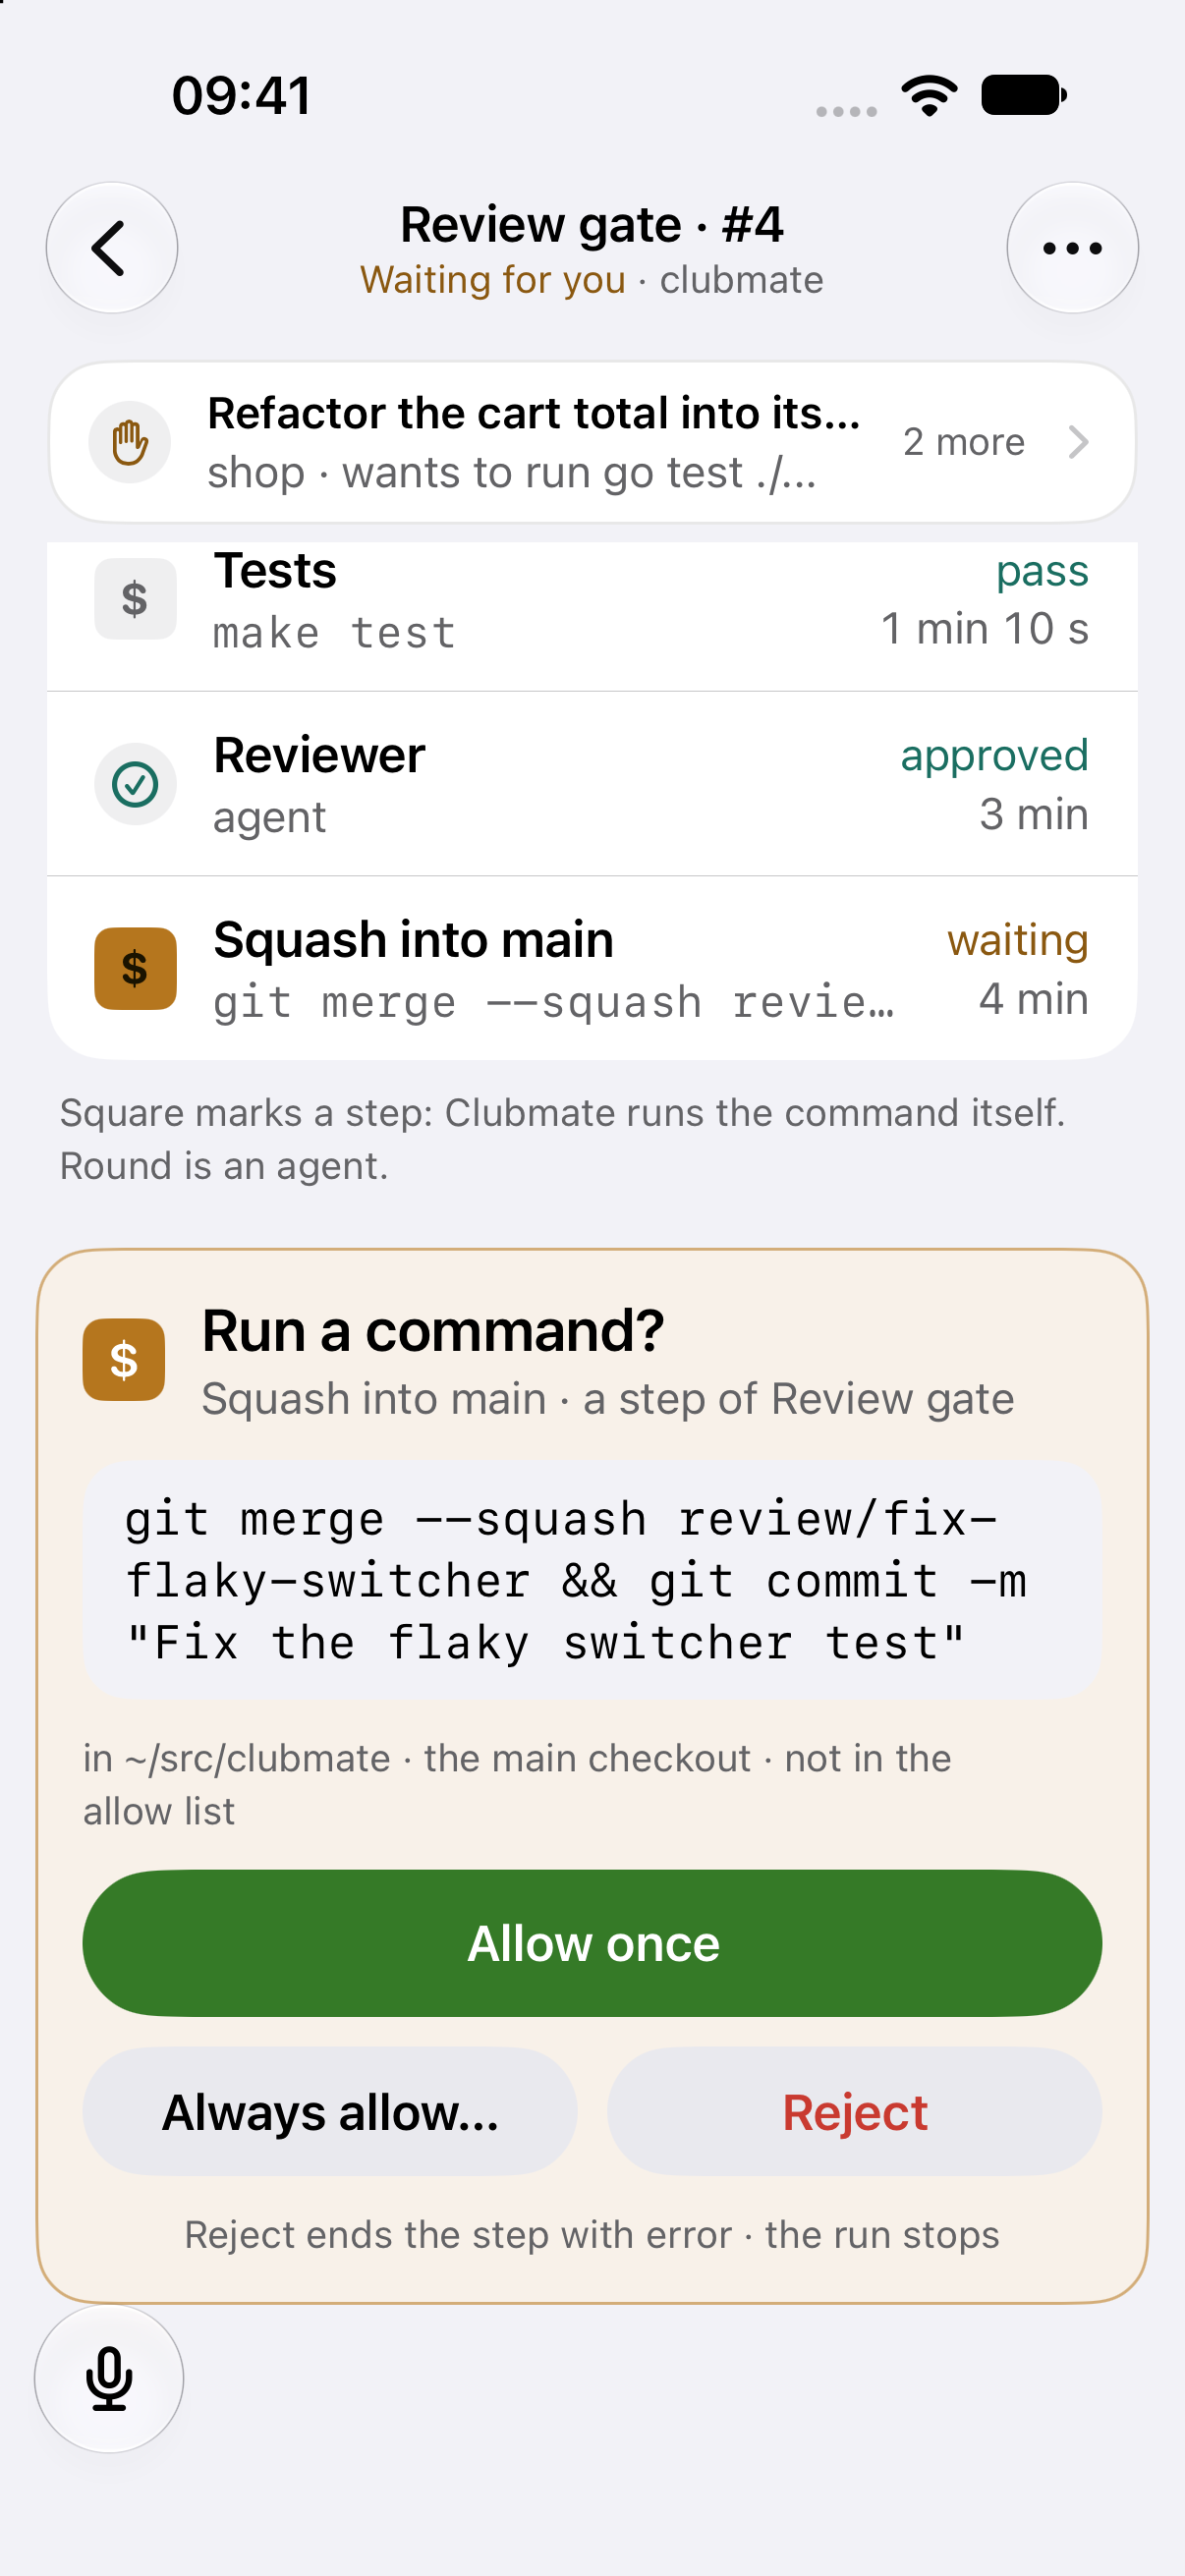 09:41
Review gate · #4
Waiting for you · clubmate
Refactor the cart total into its...
2 more
shop · wants to run go test ./...
$
Tests
pass
make test
1 min 10 s
Reviewer
approved
agent
3 min
$
Squash into main
waiting
git merge --squash revie...
4 min
Square marks a step: Clubmate runs the command itself.
Round is an agent.
$
Run a command?
Squash into main · a step of Review gate
git merge --squash review/fix-
flaky-switcher && git commit -m
"Fix the flaky switcher test"
in ~/src/clubmate · the main checkout · not in the
allow list
Allow once
Always allow...
Reject
Reject ends the step with error · the run stops